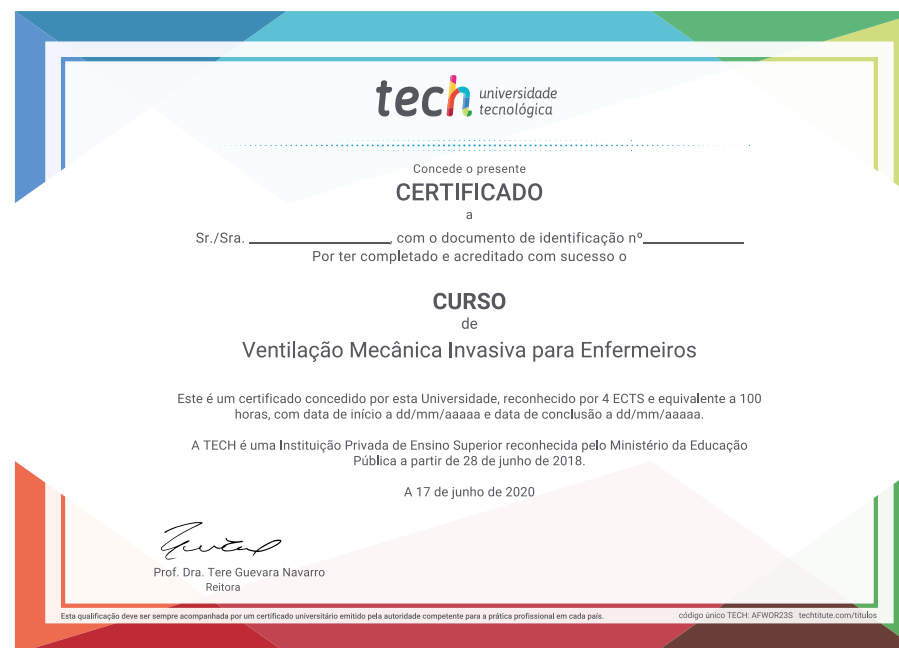 tech universidade
tecnológica
Concede o presente
CERTIFICADO
a
Sr./Sra. , com o documento de identificação nº
Por ter completado e acreditado com sucesso o
CURSO
de
Ventilação Mecânica Invasiva para Enfermeiros
Este é um certificado concedido por esta Universidade, reconhecido por 4 ECTS e equivalente a 100
horas, com data de início a dd/mm/aaaaa e data de conclusão a dd/mm/aaaaa.
A TECH é uma Instituição Privada de Ensino Superior reconhecida pelo Ministério da Educação
Pública a partir de 28 de junho de 2018.
A 17 de junho de 2020
Prof. Dra. Tere Guevara Navarro
Reitora
Esta qualificação deve ser sempre acompanhada por um certificado universitário emitido pela autoridade competente para a prática profissional em cada país. código único TECH: AFWOR23S techtitute.com/titulos